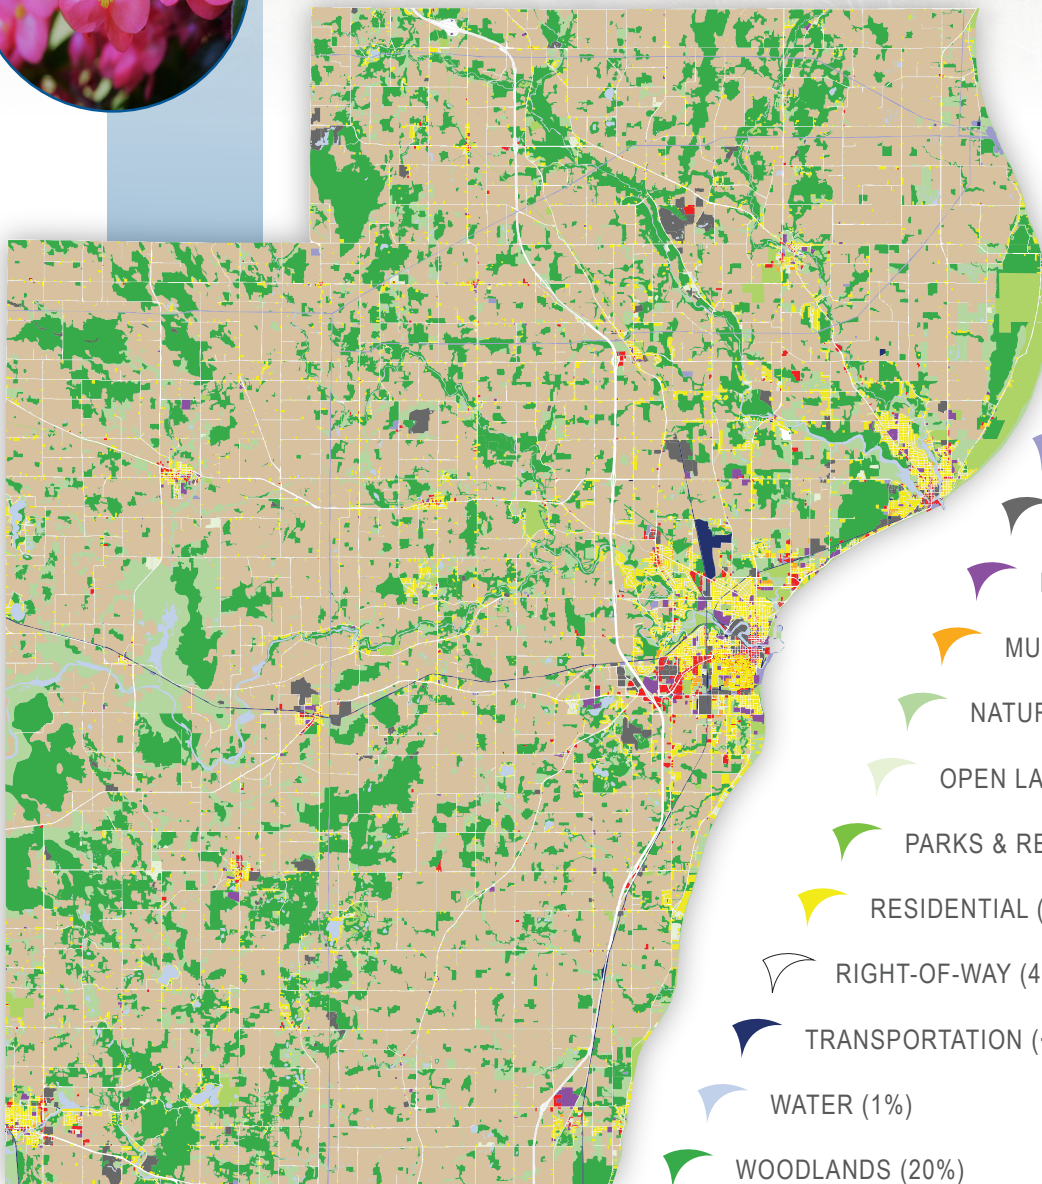 MU
NATUR
OPEN LA
PARKS & RE
RESIDENTIAL (
RIGHT-OF-WAY (4
TRANSPORTATION (
WATER (1%)
WOODLANDS (20%)